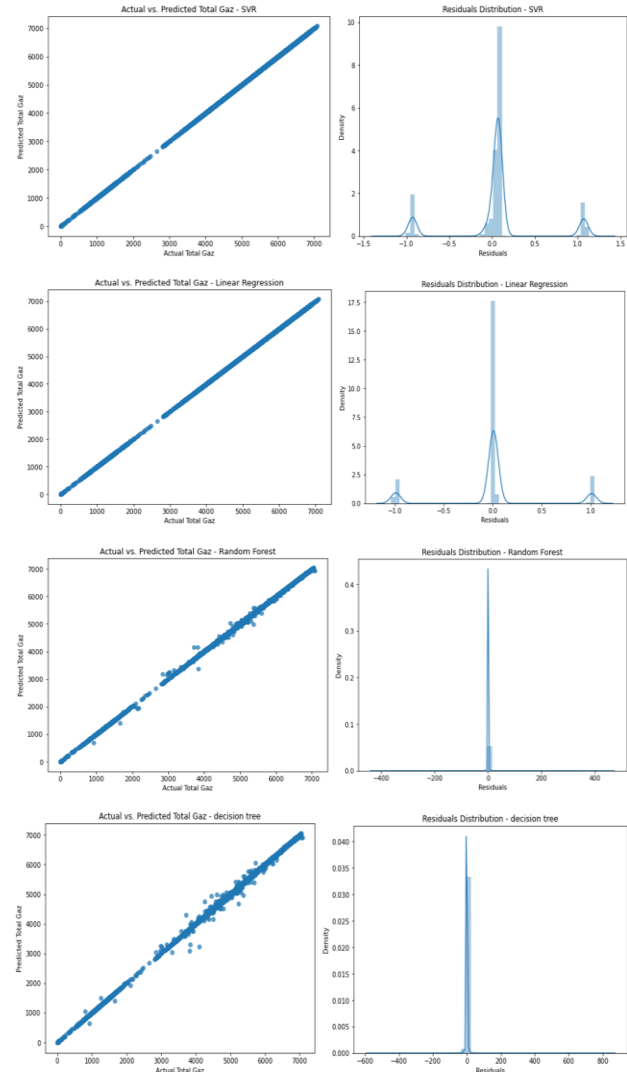 Actual vs. Predicted Total Gaz - SVR
Predicted Total Gaz
7000
6000
5000
4000
3000
2000
1000
0
0 1000 2000 3000 4000 5000 6000 7000
Actual Total Gaz
Residuals Distribution - SVR
Density
10
8
6
4
2
0
−1.5 −1.0 −0.5 0.0 0.5 1.0 1.5
Residuals
Actual vs. Predicted Total Gaz - Linear Regression
Predicted Total Gaz
7000
6000
5000
4000
3000
2000
1000
0
0 1000 2000 3000 4000 5000 6000 7000
Actual Total Gaz
Residuals Distribution - Linear Regression
Density
17.5
15.0
12.5
10.0
7.5
5.0
2.5
0.0
−1.0 −0.5 0.0 0.5 1.0
Residuals
Actual vs. Predicted Total Gaz - Random Forest
Predicted Total Gaz
7000
6000
5000
4000
3000
2000
1000
0
0 1000 2000 3000 4000 5000 6000 7000
Actual Total Gaz
Residuals Distribution - Random Forest
Density
0.4
0.3
0.2
0.1
0.0
−400 −200 0 200 400
Residuals
Actual vs. Predicted Total Gaz - decision tree
Predicted Total Gaz
7000
6000
5000
4000
3000
2000
1000
0
0 1000 2000 3000 4000 5000 6000 7000
Actual Total Gaz
Residuals Distribution - decision tree
Density
0.040
0.035
0.030
0.025
0.020
0.015
0.010
0.005
0.000
−600 −400 −200 0 200 400 600 800
Residuals